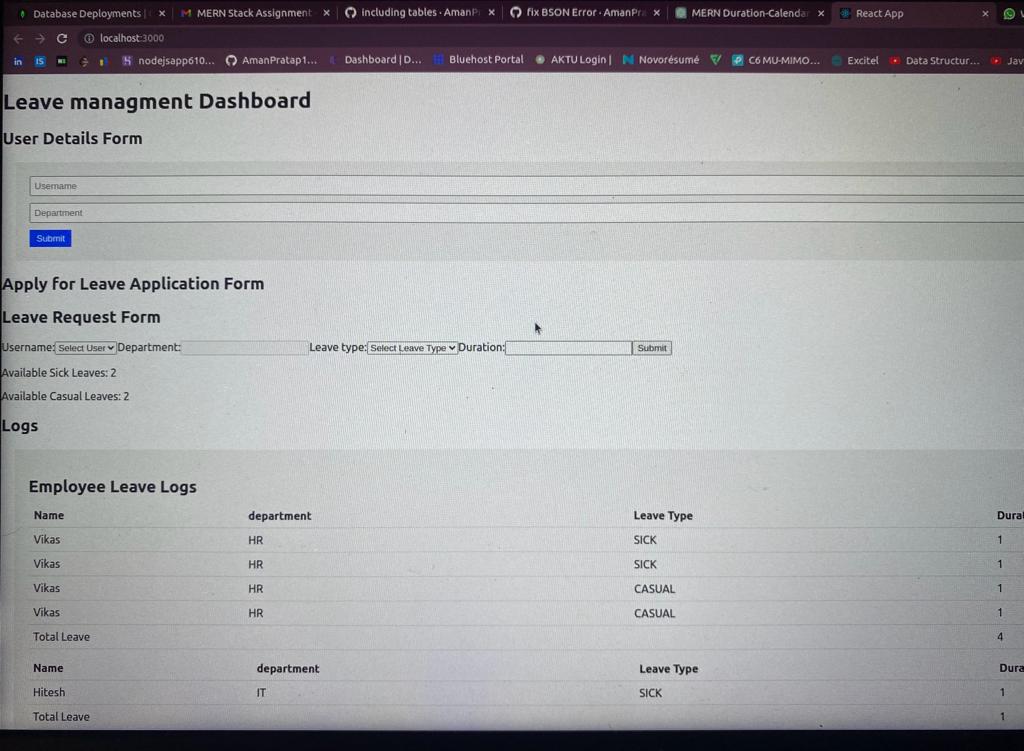 Database Deployments |
MERN Stack Assignment
including tables · AmanP
fix BSON Error · AmanPra
MERN Duration-Calendar
React App
localhost:3000
in
IS
nodejsapp610...
AmanPratap1...
Dashboard | D...
Bluehost Portal
AKTU Login |
Novorésumé
C6 MU-MIMO...
Excitel
Data Structur...
Jav
Leave managment Dashboard
User Details Form
Username
Department
Submit
Apply for Leave Application Form
Leave Request Form
Username: Select User Department: Leave type: Select Leave Type Duration: Submit
Available Sick Leaves: 2
Available Casual Leaves: 2
Logs
Employee Leave Logs
Name department Leave Type Durat
Vikas HR SICK 1
Vikas HR SICK 1
Vikas HR CASUAL 1
Vikas HR CASUAL 1
Total Leave 4
Name department Leave Type Dura
Hitesh IT SICK 1
Total Leave 1